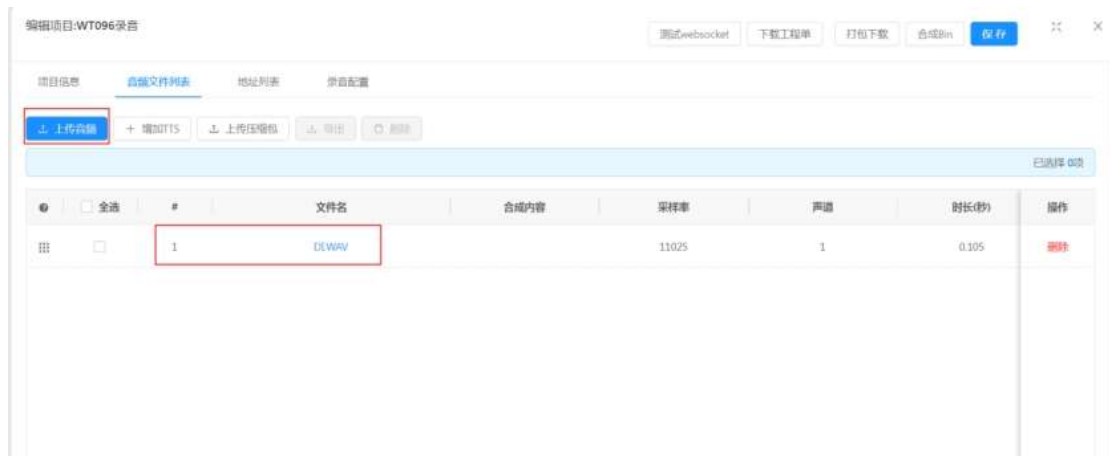 编辑项目:WT096录音
测试websocket 下载工程单 打包下载 合成Bin 保存
项目信息 音频文件列表 地址列表 录音配置
上传音频 + 增加TTS 上传压缩包 导出 删除
已选择 0项
全选 # 文件名 合成内容 采样率 声道 时长(秒) 操作
1 DI.WAV 11025 1 0.105 删除